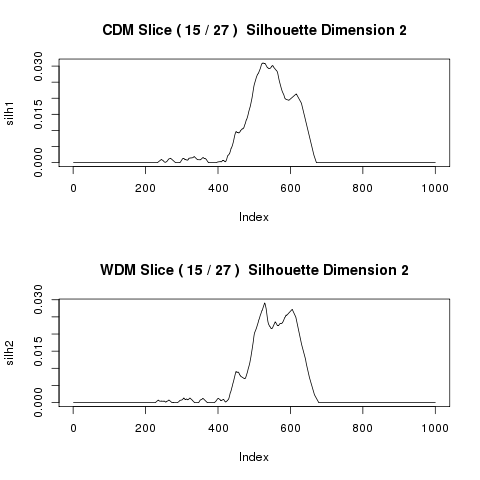 CDM Slice ( 15 / 27 )  Silhouette Dimension 2
silh1
0.030
0.015
0.000
0 200 400 600 800 1000
Index
WDM Slice ( 15 / 27 )  Silhouette Dimension 2
silh2
0.030
0.015
0.000
0 200 400 600 800 1000
Index